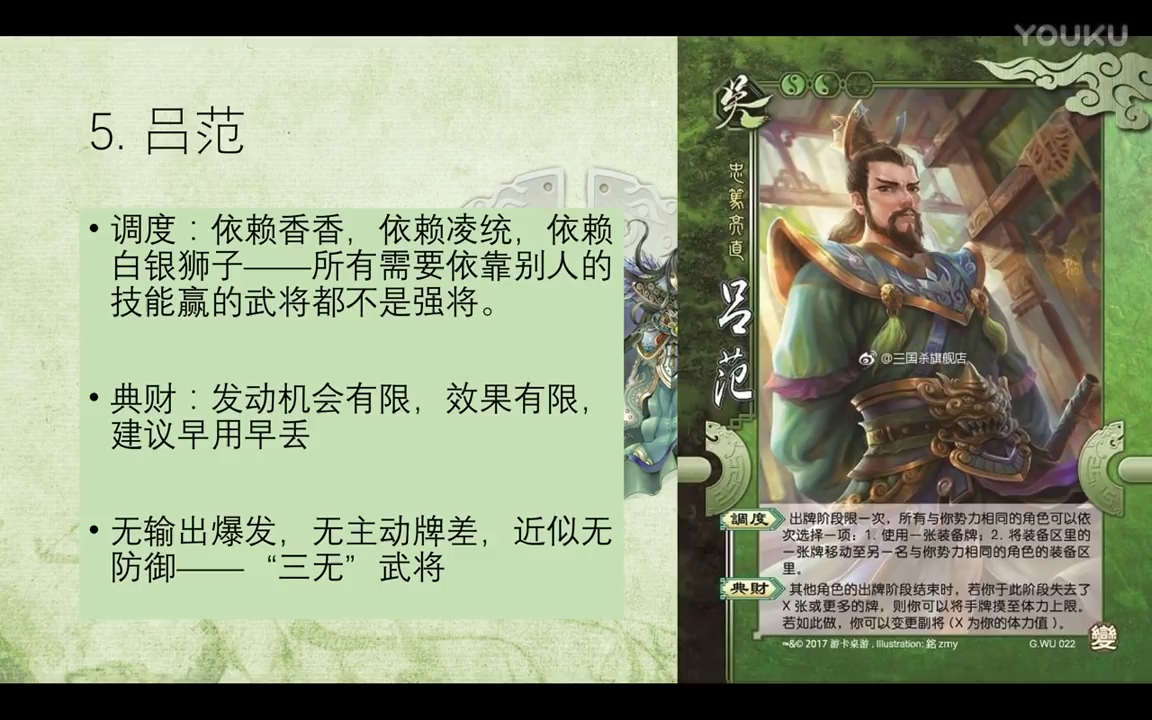 YOUKU
5. 吕范
• 调度：依赖香香，依赖凌统，依赖
白银狮子——所有需要依靠别人的
技能赢的武将都不是强将。
• 典财：发动机会有限，效果有限，
建议早用早丢
• 无输出爆发，无主动牌差，近似无
防御——“三无”武将
吴
忠篤亮直
吕范
@三国杀旗舰店
調度
出牌阶段限一次，所有与你势力相同的角色可以依
次选择一项：1. 使用一张装备牌；2. 将装备区里的
一张牌移动至另一名与你势力相同的角色的装备区
里。
典財
其他角色的出牌阶段结束时，若你于此阶段失去了
X 张或更多的牌，则你可以将手牌摸至体力上限。
若如此做，你可以变更副将（X 为你的体力值）。
™&© 2017 游卡桌游 , Illustration: 銘 zmy
G.WU 022
變